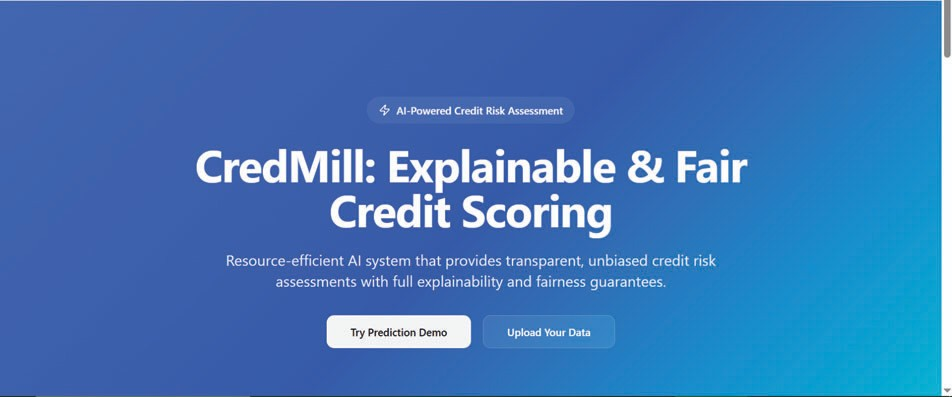 AI-Powered Credit Risk Assessment
CredMill: Explainable & Fair
Credit Scoring
Resource-efficient AI system that provides transparent, unbiased credit risk
assessments with full explainability and fairness guarantees.
Try Prediction Demo
Upload Your Data